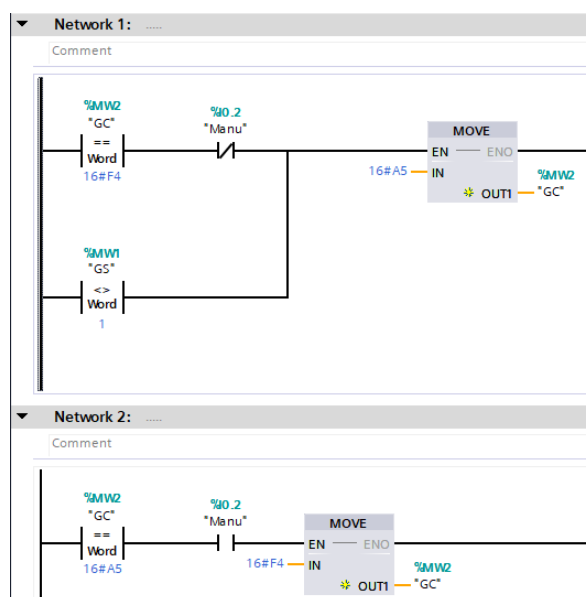 Network 1: .....
Comment
%MW2
"GC"
==
Word
16#F4
%I0.2
"Manu"
MOVE
EN ENO
16#A5 IN
%MW2
OUT1 "GC"
%MW1
"GS"
<>
Word
1
Network 2: .....
Comment
%MW2
"GC"
==
Word
16#A5
%I0.2
"Manu"
MOVE
EN ENO
16#F4 IN
%MW2
OUT1 "GC"